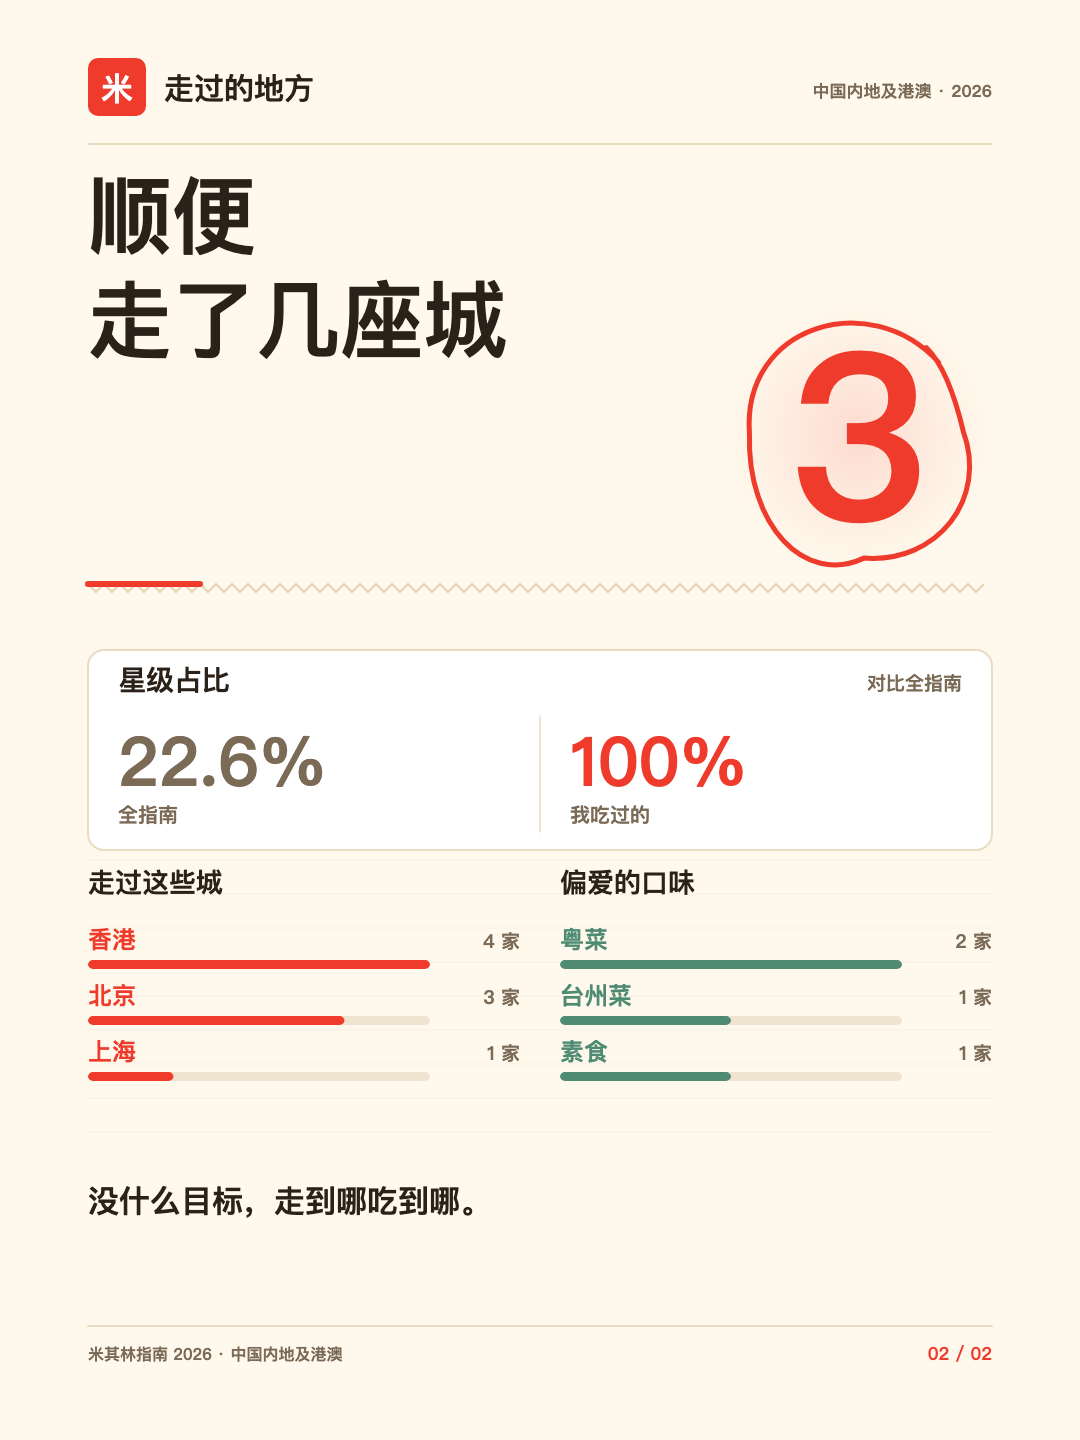 米 走过的地方
中国内地及港澳 · 2026
顺便
走了几座城
3
星级占比
对比全指南
22.6%
全指南
100%
我吃过的
走过这些城
香港 4 家
北京 3 家
上海 1 家
偏爱的口味
粤菜 2 家
台州菜 1 家
素食 1 家
没什么目标，走到哪吃到哪。
米其林指南 2026 · 中国内地及港澳
02 / 02